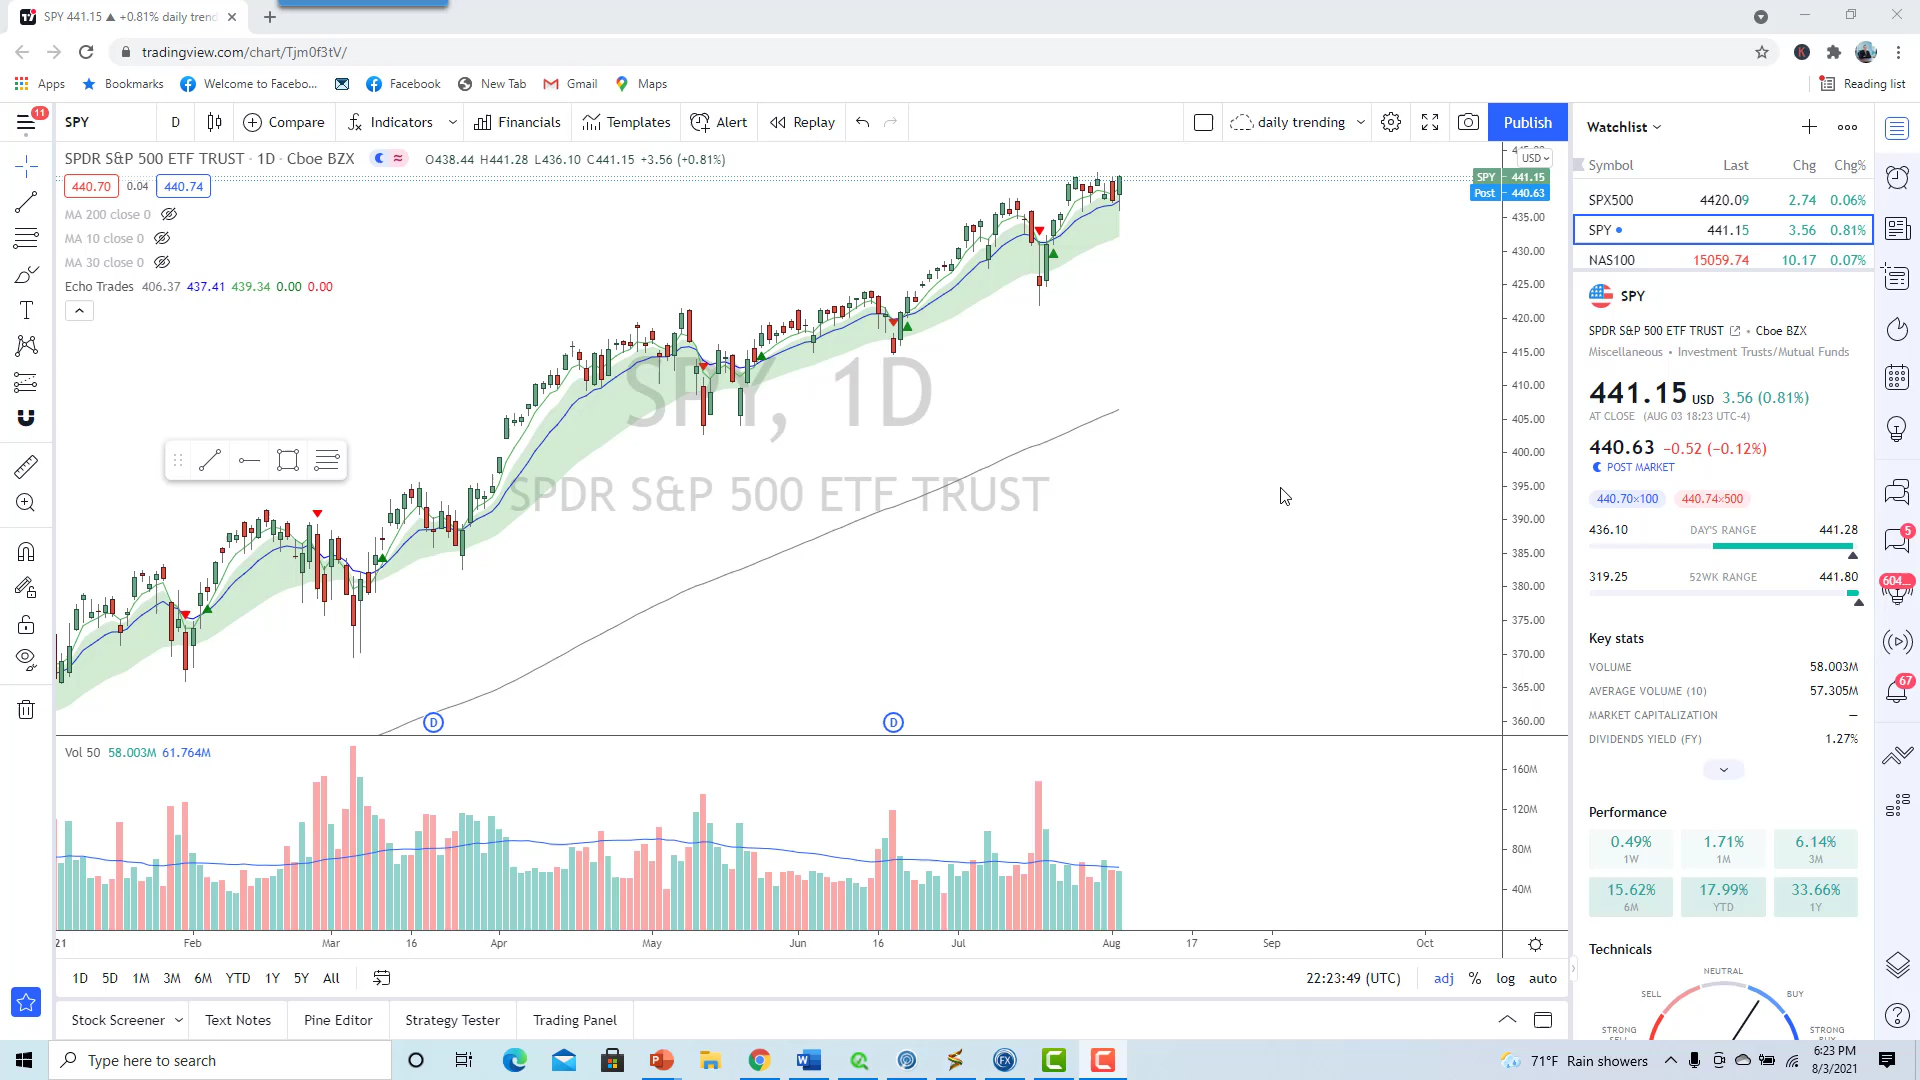 SPY 441.15 ▲ +0.81% daily trend
tradingview.com/chart/Tjm0f3tV/
Apps Bookmarks Welcome to Facebo... Facebook New Tab Gmail Maps Reading list
11 SPY D Compare Indicators Financials Templates Alert Replay daily trending Publish
SPDR S&P 500 ETF TRUST · 1D · Cboe BZX O438.44 H441.28 L436.10 C441.15 +3.56 (+0.81%)
440.70 0.04 440.74
MA 200 close 0
MA 10 close 0
MA 30 close 0
Echo Trades 406.37 437.41 439.34 0.00 0.00
USD
SPY 441.15
Post 440.63
435.00
430.00
425.00
420.00
415.00
410.00
405.00
400.00
395.00
390.00
385.00
380.00
375.00
370.00
365.00
360.00
SPY, 1D
SPDR S&P 500 ETF TRUST
D D
Vol 50 58.003M 61.764M
160M
120M
80M
40M
21 Feb Mar 16 Apr May Jun 16 Jul Aug 17 Sep Oct
1D 5D 1M 3M 6M YTD 1Y 5Y All 22:23:49 (UTC) adj % log auto
Stock Screener Text Notes Pine Editor Strategy Tester Trading Panel
Watchlist
Symbol Last Chg Chg%
SPX500 4420.09 2.74 0.06%
SPY 441.15 3.56 0.81%
NAS100 15059.74 10.17 0.07%
SPY
SPDR S&P 500 ETF TRUST • Cboe BZX
Miscellaneous • Investment Trusts/Mutual Funds
441.15 USD 3.56 (0.81%)
AT CLOSE (AUG 03 18:23 UTC-4)
440.63 −0.52 (−0.12%)
POST MARKET
440.70×100 440.74×500
436.10 DAY'S RANGE 441.28
319.25 52WK RANGE 441.80
Key stats
VOLUME 58.003M
AVERAGE VOLUME (10) 57.305M
MARKET CAPITALIZATION —
DIVIDENDS YIELD (FY) 1.27%
Performance
0.49% 1.71% 6.14%
1W 1M 3M
15.62% 17.99% 33.66%
6M YTD 1Y
Technicals
NEUTRAL
SELL BUY
STRONG STRONG
SELL BUY
5
604...
67
Type here to search
71°F Rain showers
6:23 PM
8/3/2021